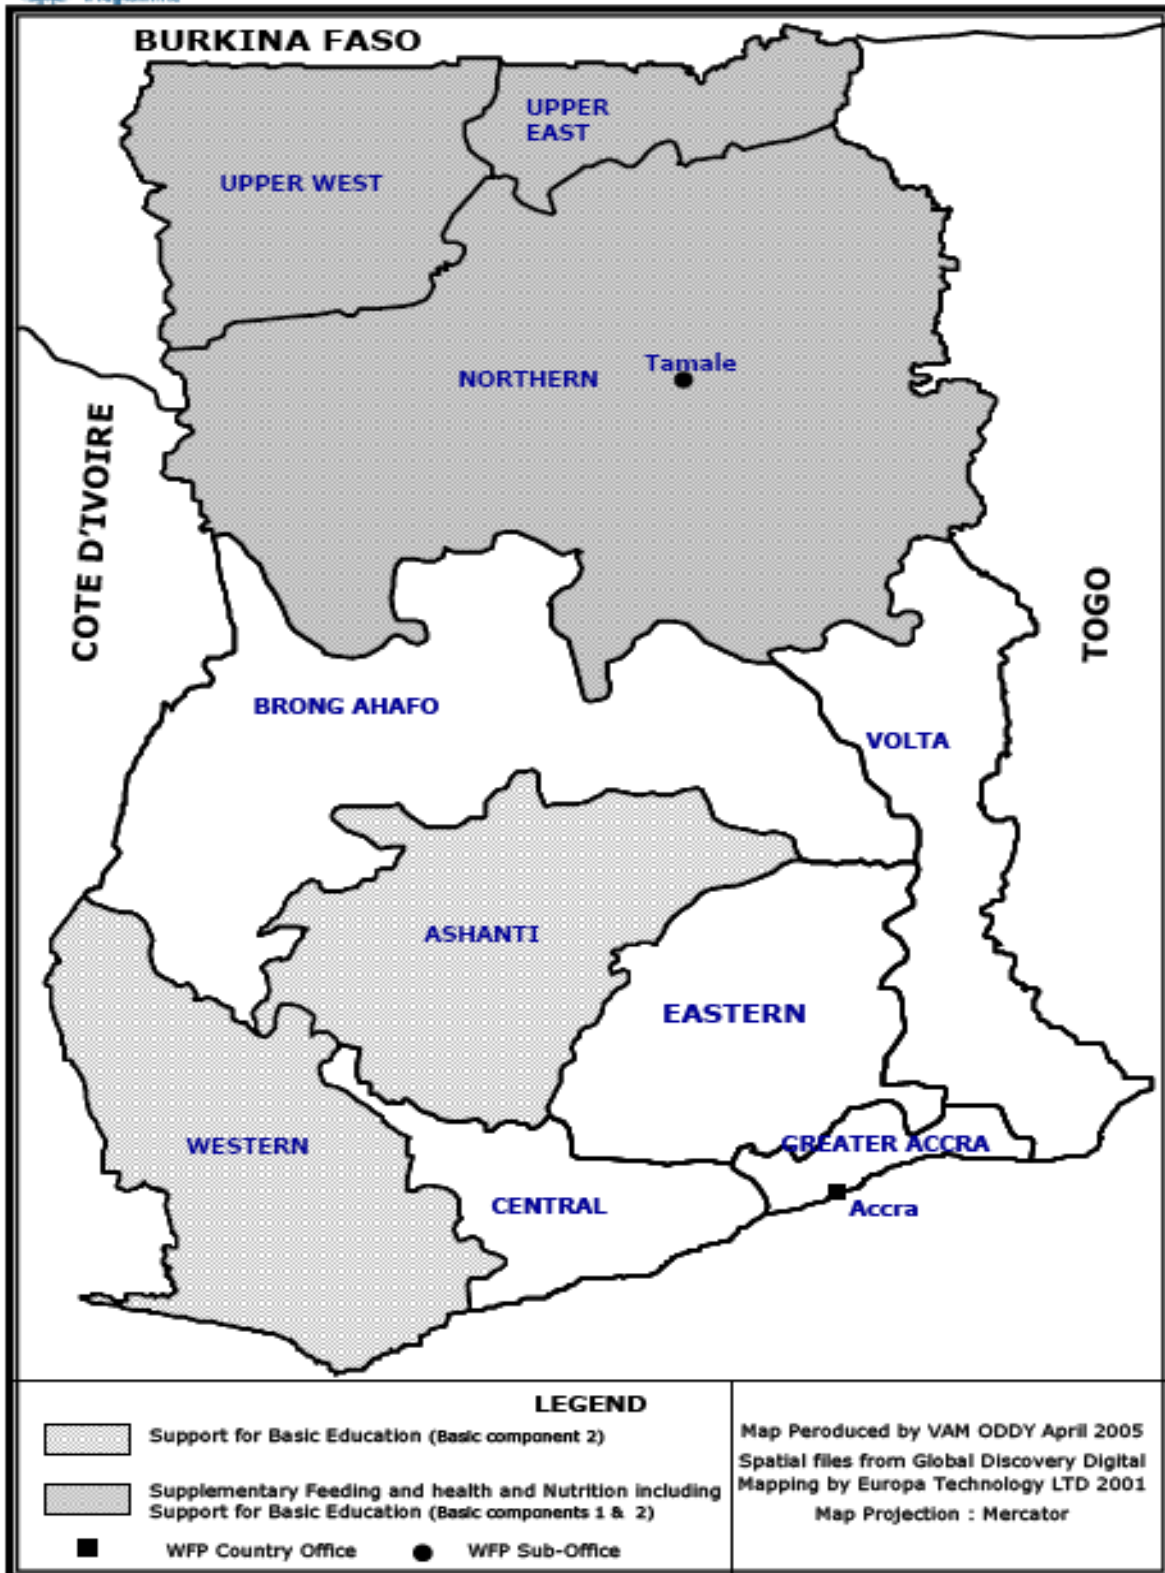 BURKINA FASO
UPPER
EAST
UPPER WEST
Tamale
NORTHERN
COTE D'IVOIRE
TOGO
BRONG AHAFO
VOLTA
ASHANTI
EASTERN
WESTERN
GREATER ACCRA
CENTRAL
Accra
LEGEND
Support for Basic Education (Basic component 2)
Supplementary Feeding and health and Nutrition including
Support for Basic Education (Basic components 1 & 2)
WFP Country Office
WFP Sub-Office
Map Peroduced by VAM ODDY April 2005
Spatial files from Global Discovery Digital
Mapping by Europa Technology LTD 2001
Map Projection : Mercator